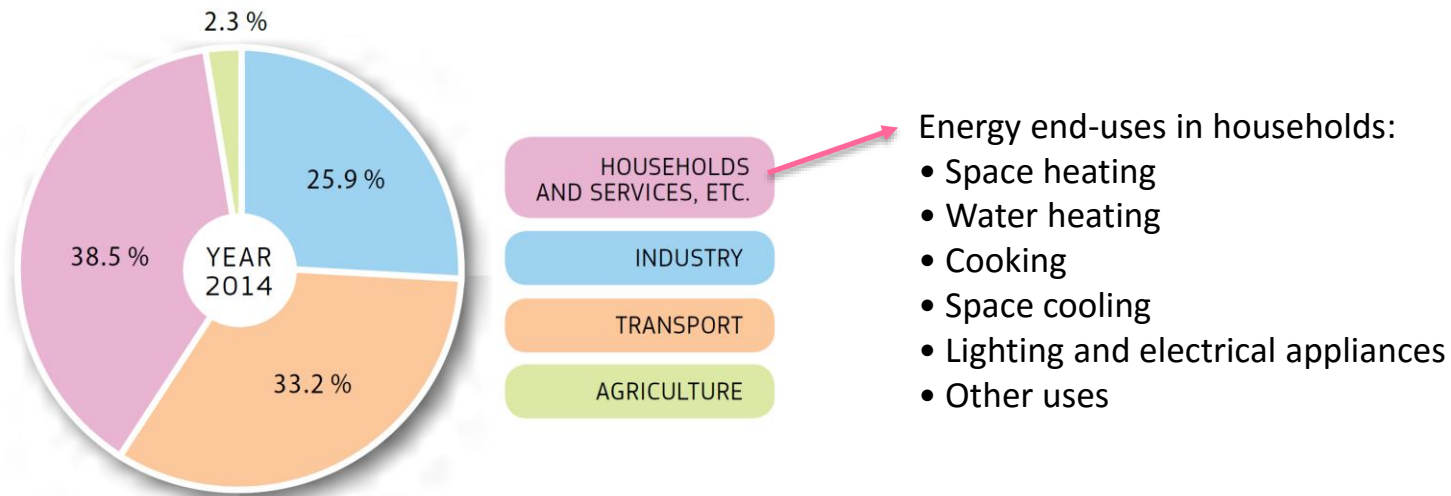 2.3 %
25.9 %
38.5 %
YEAR
2014
33.2 %
HOUSEHOLDS
AND SERVICES, ETC.
INDUSTRY
TRANSPORT
AGRICULTURE
Energy end-uses in households:
• Space heating
• Water heating
• Cooking
• Space cooling
• Lighting and electrical appliances
• Other uses